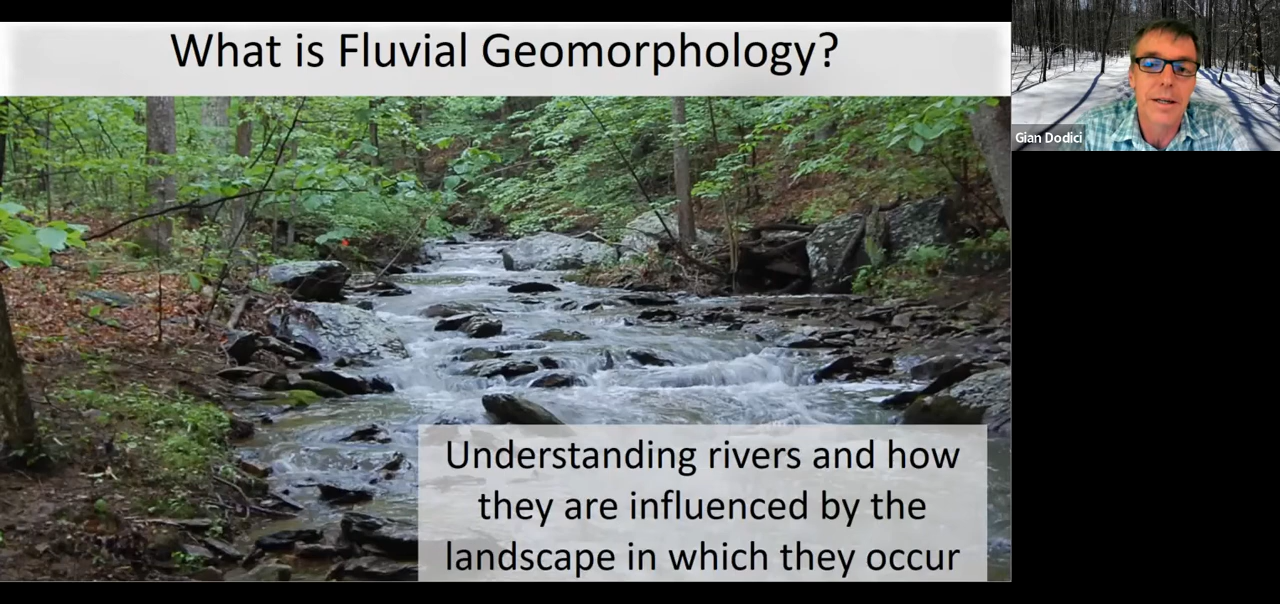 What is Fluvial Geomorphology?
Gian Dodici
Understanding rivers and how
they are influenced by the
landscape in which they occur